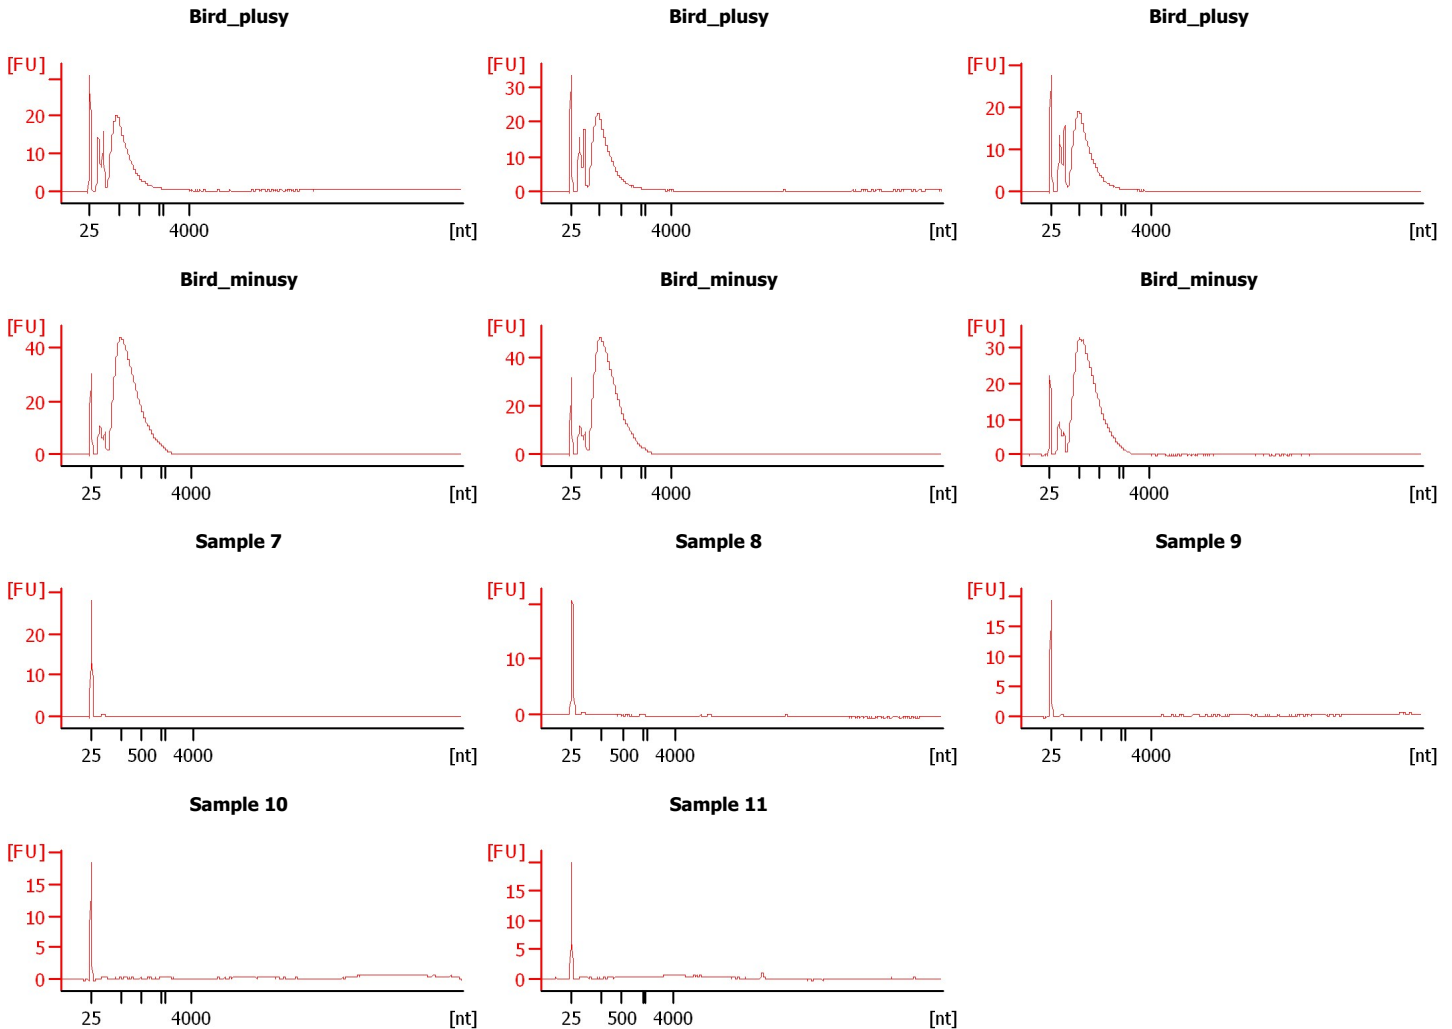 Bird_plusy Bird_plusy Bird_plusy
[FU] [FU] [FU]
30
20 20 20
10 10 10
0 0 0
25 4000 [nt] 25 4000 [nt] 25 4000 [nt]
Bird_minusy Bird_minusy Bird_minusy
[FU] [FU] [FU]
40 40 30
20 20 20
10
0 0 0
25 4000 [nt] 25 4000 [nt] 25 4000 [nt]
Sample 7 Sample 8 Sample 9
[FU] [FU] [FU]
20 15
10 10 10
5
0 0 0
25 500 4000 [nt] 25 500 4000 [nt] 25 4000 [nt]
Sample 10 Sample 11
[FU] [FU]
15 15
10 10
5 5
0 0
25 4000 [nt] 25 500 4000 [nt]